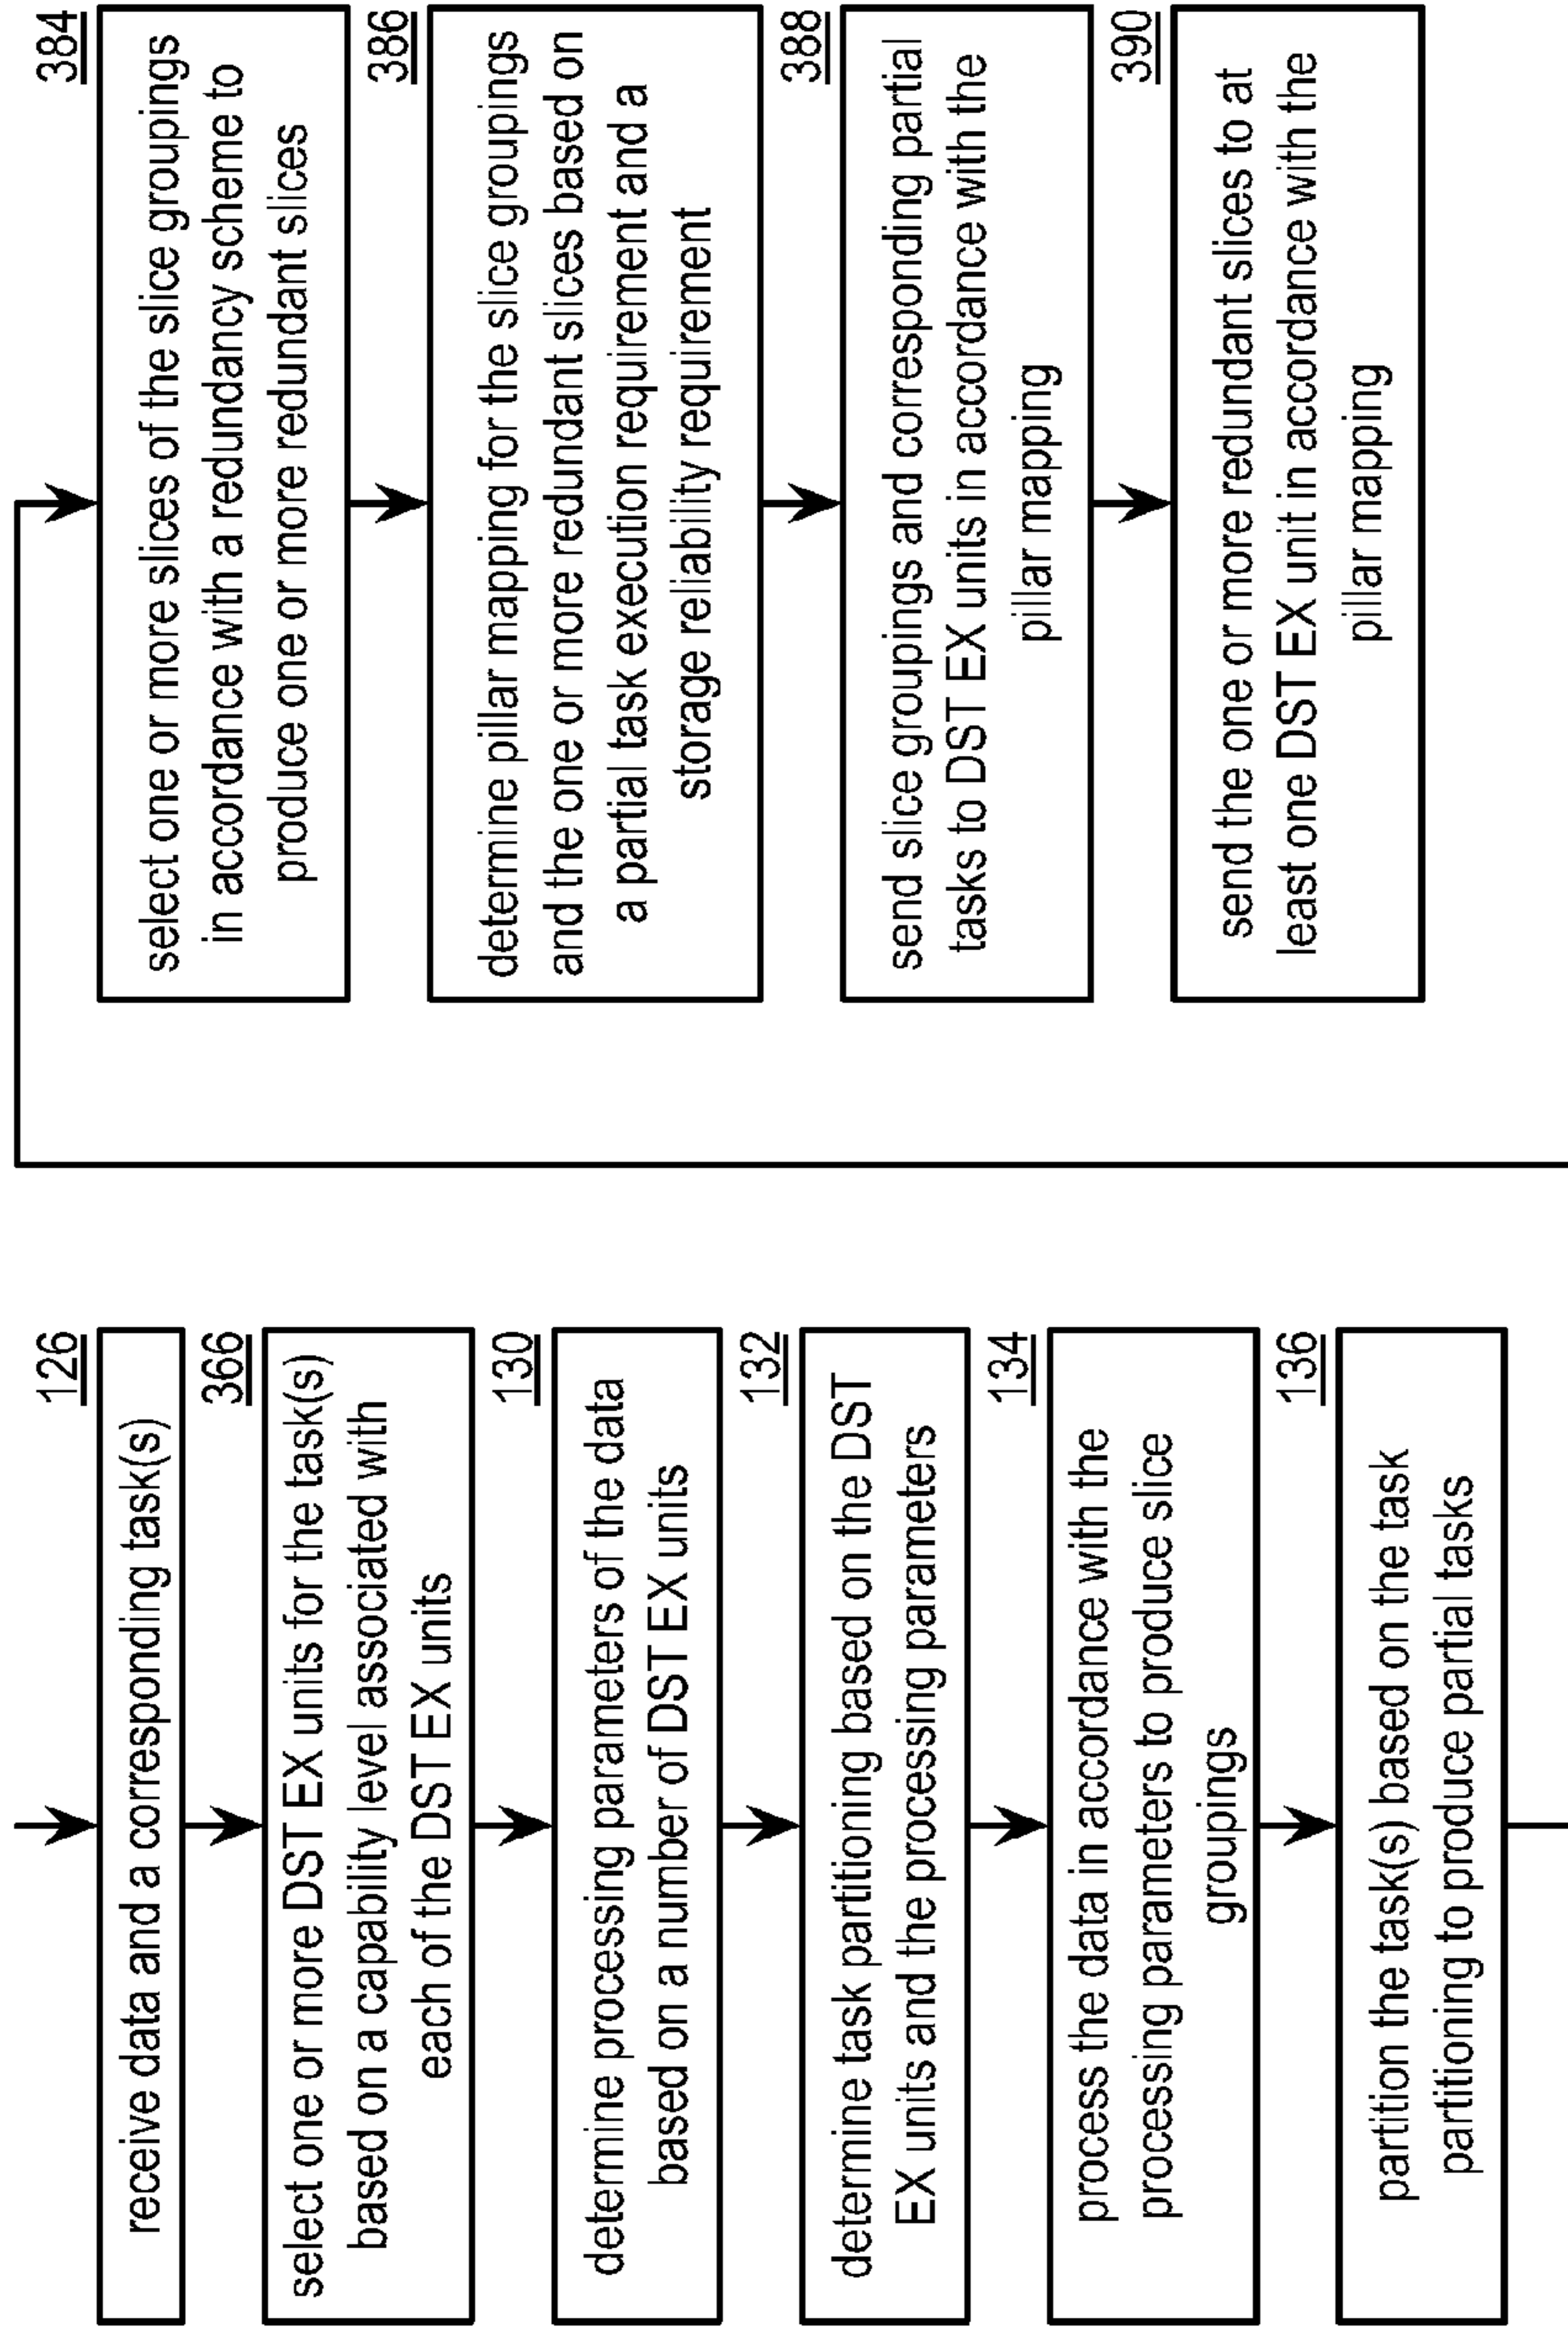 126
receive data and a corresponding task(s)
366
select one or more DST EX units for the task(s)
based on a capability level associated with
each of the DST EX units
130
determine processing parameters of the data
based on a number of DST EX units
132
determine task partitioning based on the DST
EX units and the processing parameters
134
process the data in accordance with the
processing parameters to produce slice
groupings
136
partition the task(s) based on the task
partitioning to produce partial tasks
384
select one or more slices of the slice groupings
in accordance with a redundancy scheme to
produce one or more redundant slices
386
determine pillar mapping for the slice groupings
and the one or more redundant slices based on
a partial task execution requirement and a
storage reliability requirement
388
send slice groupings and corresponding partial
tasks to DST EX units in accordance with the
pillar mapping
390
send the one or more redundant slices to at
least one DST EX unit in accordance with the
pillar mapping